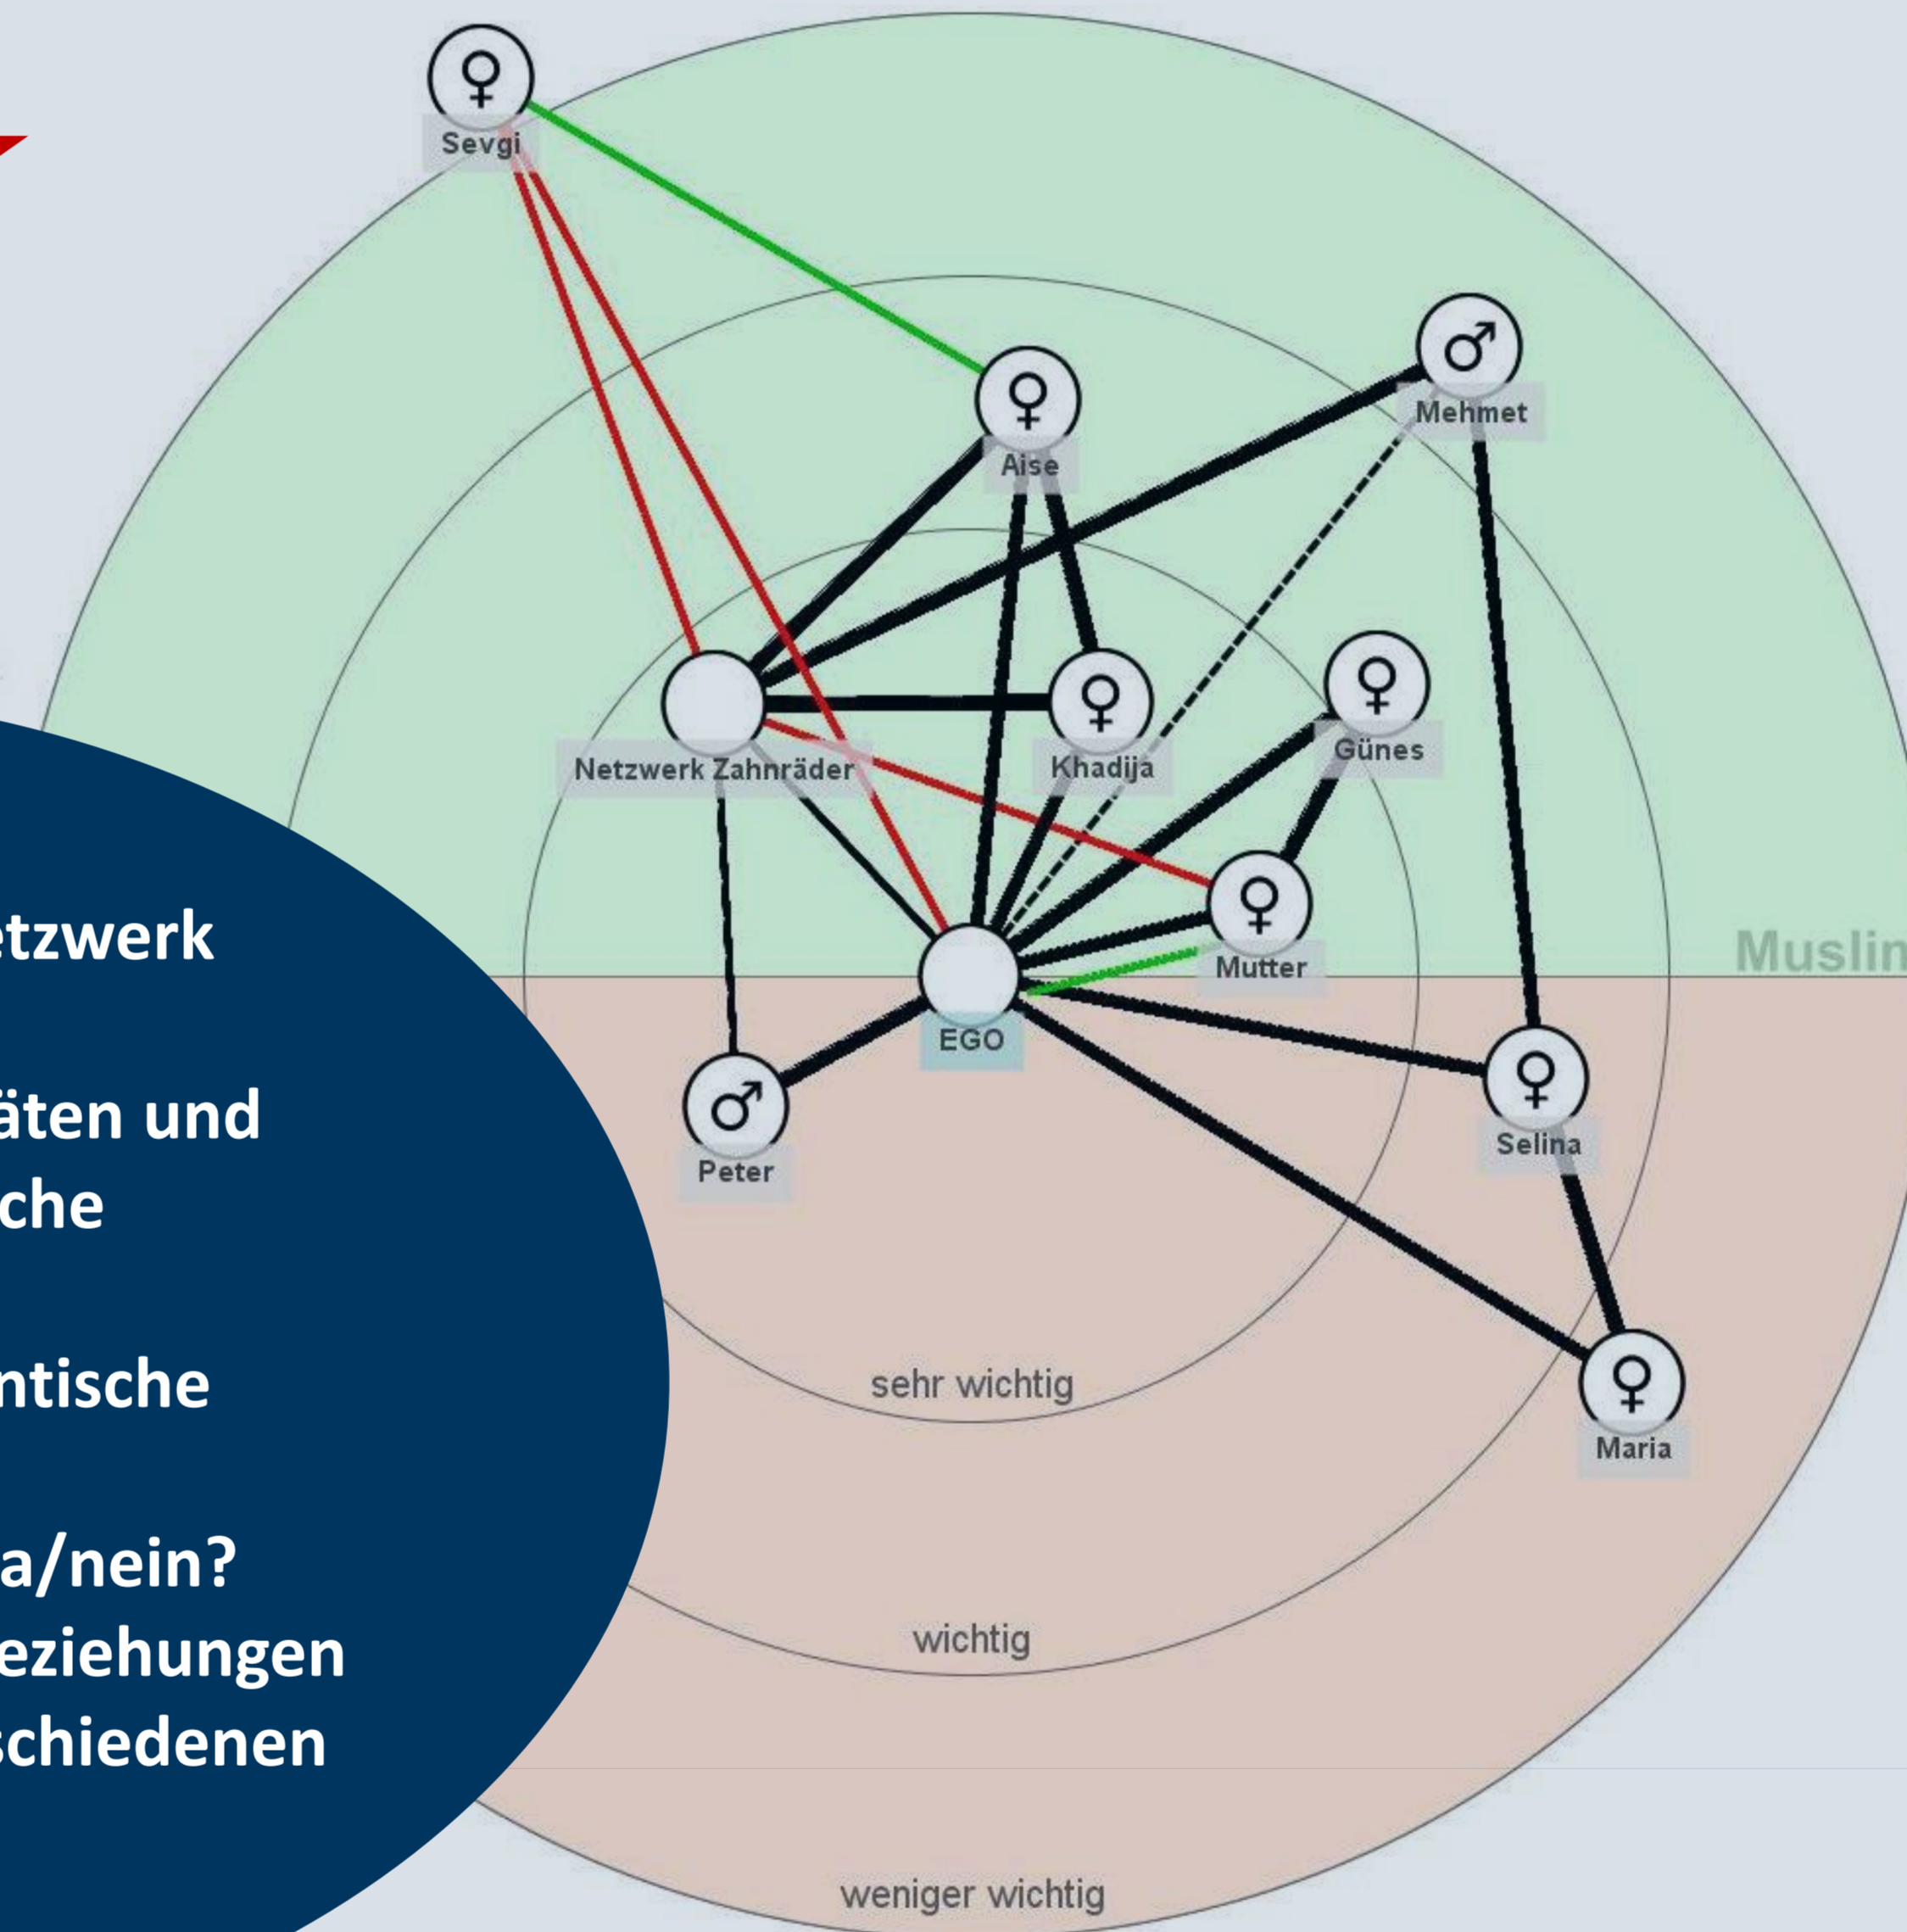 Sevgi
Mehmet
Aise
Günes
Netzwerk Zahnräder
Khadija
Mutter
EGO
Selina
Peter
sehr wichtig
Maria
wichtig
weniger wichtig
Muslin
etzwerk
äten und
che
ntische
a/nein?
eziehungen
schiedenen